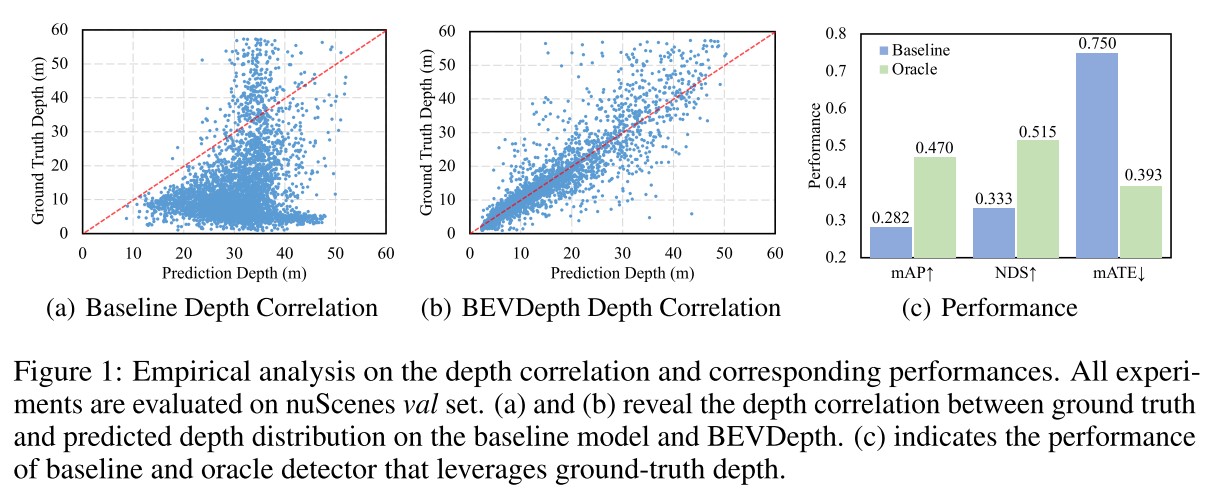 60
50
40
30
20
10
0
Ground Truth Depth (m)
0 10 20 30 40 50 60
Prediction Depth (m)
(a) Baseline Depth Correlation
60
50
40
30
20
10
0
Ground Truth Depth (m)
0 10 20 30 40 50 60
Prediction Depth (m)
(b) BEVDepth Depth Correlation
0.8
0.7
0.6
0.5
0.4
0.3
0.2
Performance
Baseline
Oracle
0.282
0.470
0.333
0.515
0.750
0.393
mAP↑ NDS↑ mATE↓
(c) Performance
Figure 1: Empirical analysis on the depth correlation and corresponding performances. All experi-
ments are evaluated on nuScenes val set. (a) and (b) reveal the depth correlation between ground truth
and predicted depth distribution on the baseline model and BEVDepth. (c) indicates the performance
of baseline and oracle detector that leverages ground-truth depth.